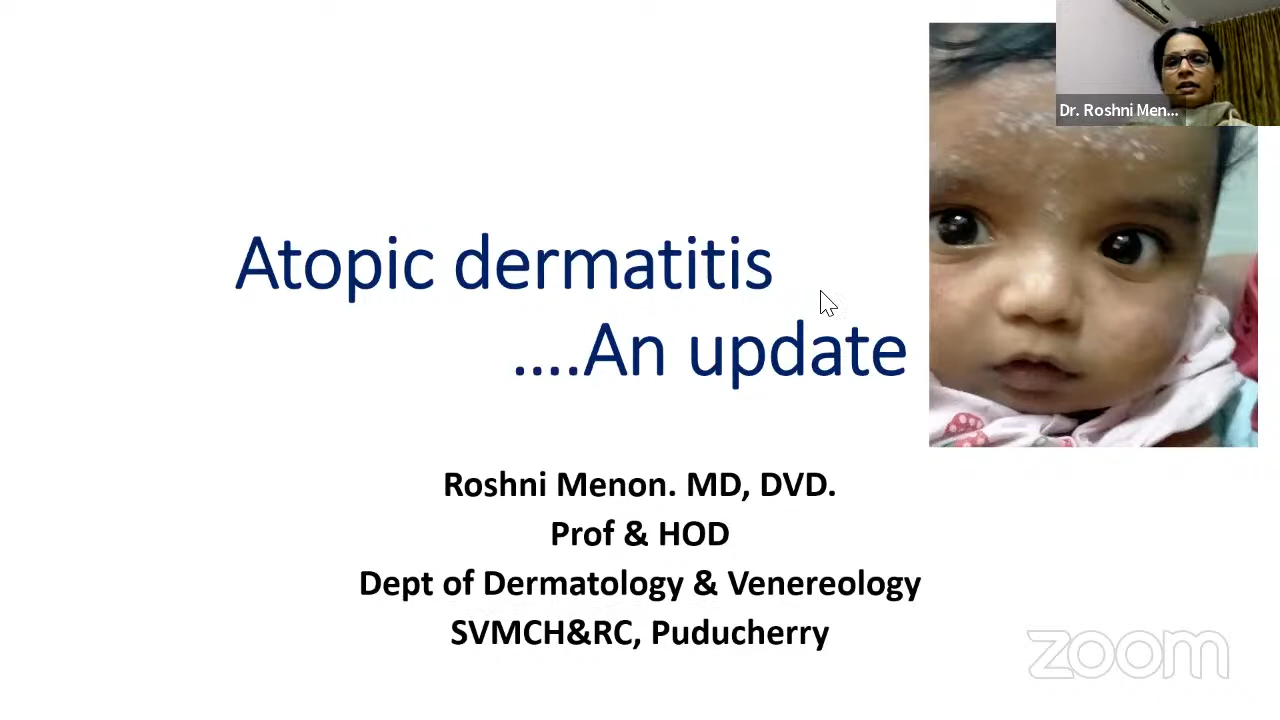 Dr. Roshni Men...
Atopic dermatitis
....An update
Roshni Menon. MD, DVD.
Prof & HOD
Dept of Dermatology & Venereology
SVMCH&RC, Puducherry
zoom